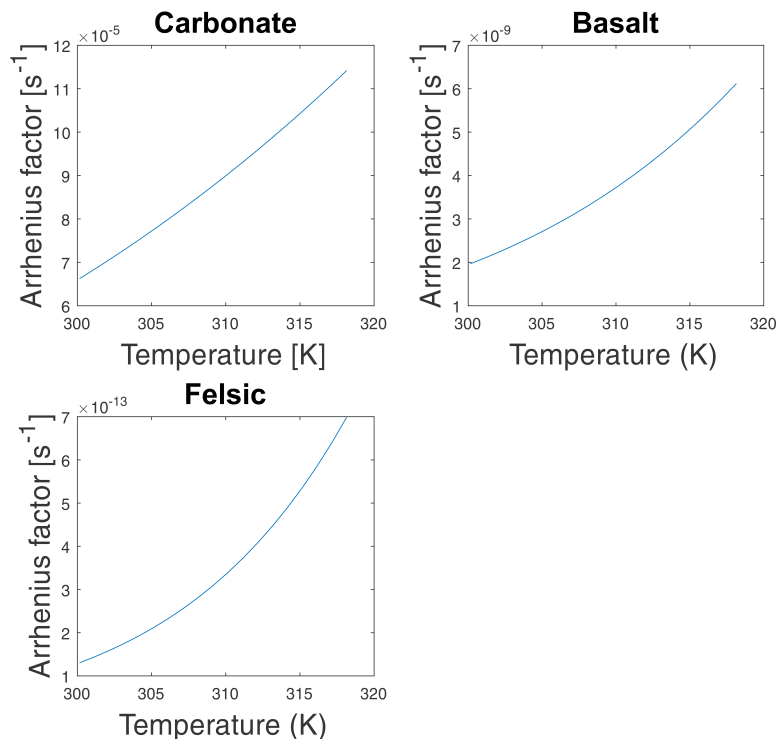 Carbonate
×10-5
12
11
10
9
8
7
6
300 305 310 315 320
Arrhenius factor [s-1]
Temperature [K]
Basalt
×10-9
7
6
5
4
3
2
1
300 305 310 315 320
Arrhenius factor [s-1]
Temperature (K)
Felsic
×10-13
7
6
5
4
3
2
1
300 305 310 315 320
Arrhenius factor [s-1]
Temperature (K)